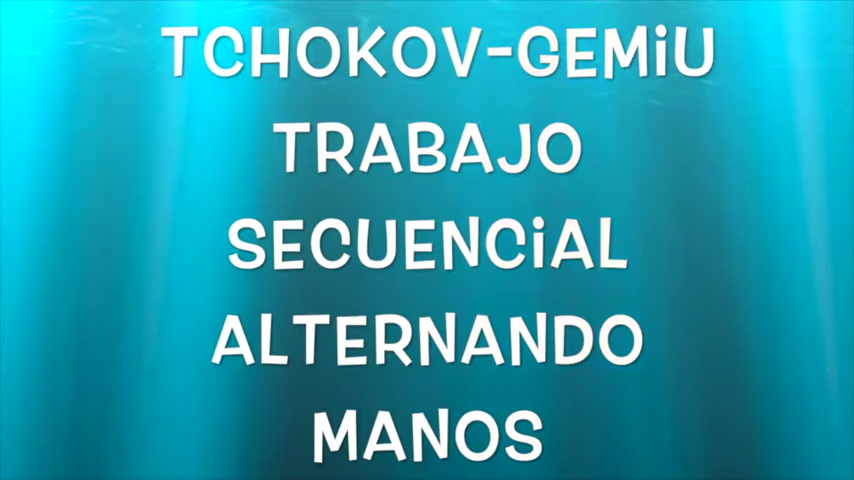 TCHOKOV-GEMiU
TRABAJO
SECUENCiAL
ALTERNANDO
MANOS